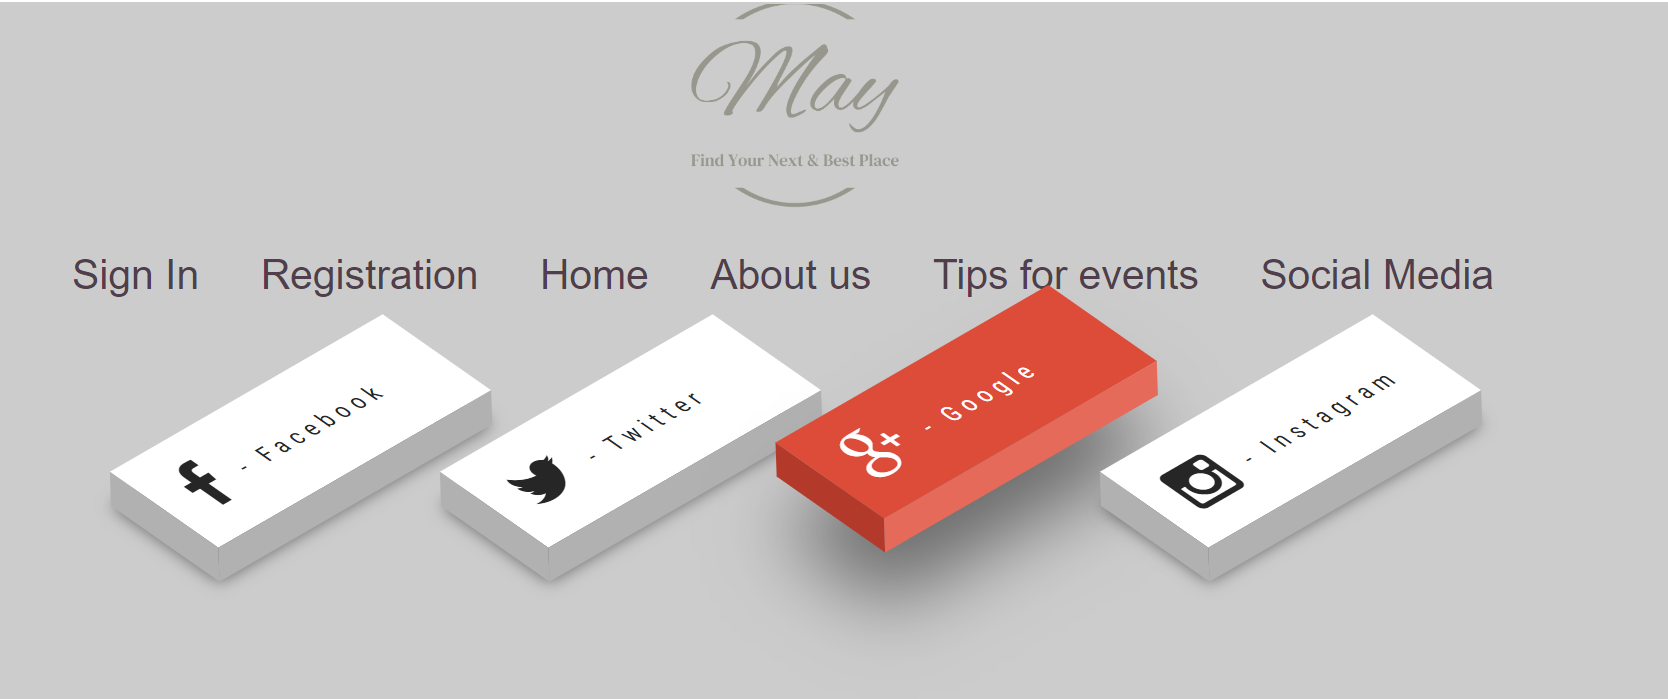 May
Find Your Next & Best Place
Sign In Registration Home About us Tips for events Social Media
- Facebook
- Twitter
g+ - Google
- Instagram